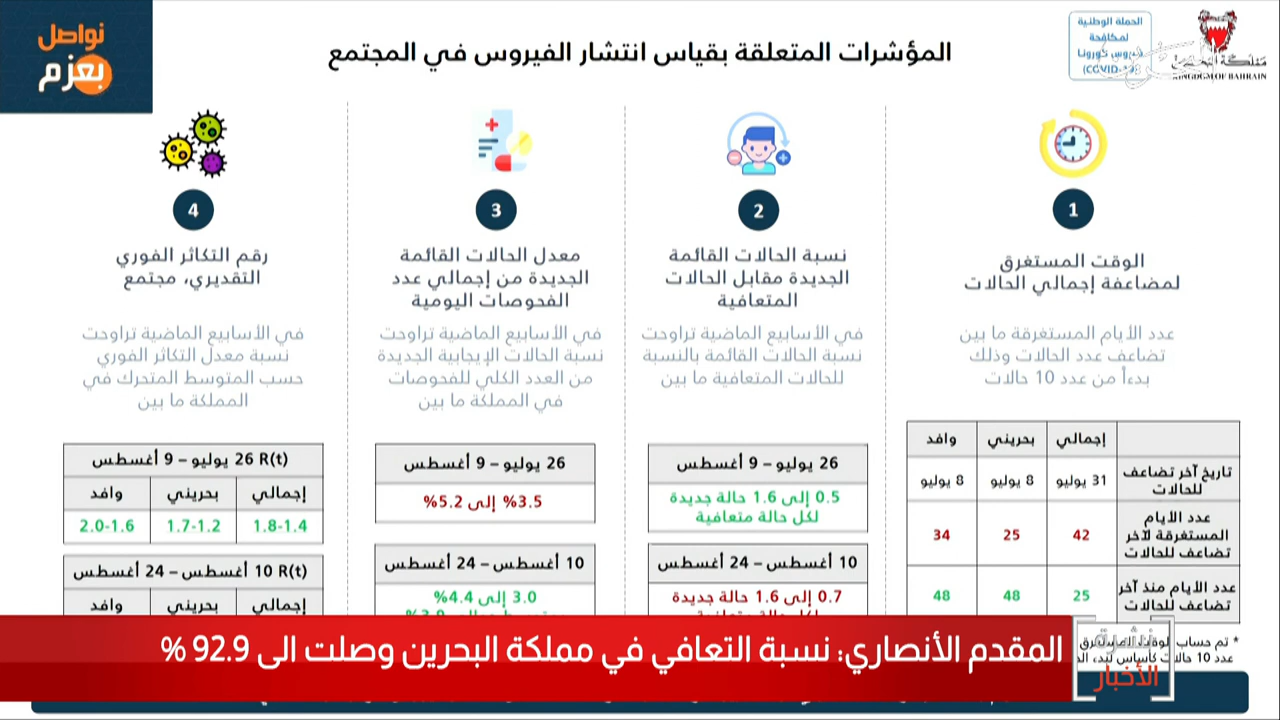 نواصل
بعزم
المؤشرات المتعلقة بقياس انتشار الفيروس في المجتمع
الحملة الوطنية
لمكافحة
KINGDOM OF BAHRAIN
1
الوقت المستغرق
لمضاعفة إجمالي الحالات
عدد الأيام المستغرقة ما بين
تضاعف عدد الحالات وذلك
بدءاً من عدد 10 حالات
إجمالي بحريني وافد
تاريخ آخر تضاعف
للحالات
31 يوليو 8 يوليو 8 يوليو
عدد الأيام
المستغرقة لآخر
تضاعف للحالات
42 25 34
عدد الأيام منذ آخر
تضاعف للحالات
25 48 48
2
نسبة الحالات القائمة
الجديدة مقابل الحالات
المتعافية
في الأسابيع الماضية تراوحت
نسبة الحالات القائمة بالنسبة
للحالات المتعافية ما بين
26 يوليو – 9 أغسطس
0.5 إلى 1.6 حالة جديدة
لكل حالة متعافية
10 أغسطس – 24 أغسطس
0.7 إلى 1.6 حالة جديدة
3
معدل الحالات القائمة
الجديدة من إجمالي عدد
الفحوصات اليومية
في الأسابيع الماضية تراوحت
نسبة الحالات الإيجابية الجديدة
من العدد الكلي للفحوصات
في المملكة ما بين
26 يوليو – 9 أغسطس
3.5% إلى 5.2%
10 أغسطس – 24 أغسطس
3.0 إلى 4.4%
4
رقم التكاثر الفوري
التقديري، مجتمع
في الأسابيع الماضية تراوحت
نسبة معدل التكاثر الفوري
حسب المتوسط المتحرك في
المملكة ما بين
R(t) 26 يوليو – 9 أغسطس
إجمالي بحريني وافد
1.8-1.4 1.7-1.2 2.0-1.6
R(t) 10 أغسطس – 24 أغسطس
إجمالي بحريني وافد
* تم حساب
عدد 10 حالات كأساس
نشرة
الأخبار
المقدم الأنصاري: نسبة التعافي في مملكة البحرين وصلت الى 92.9 %